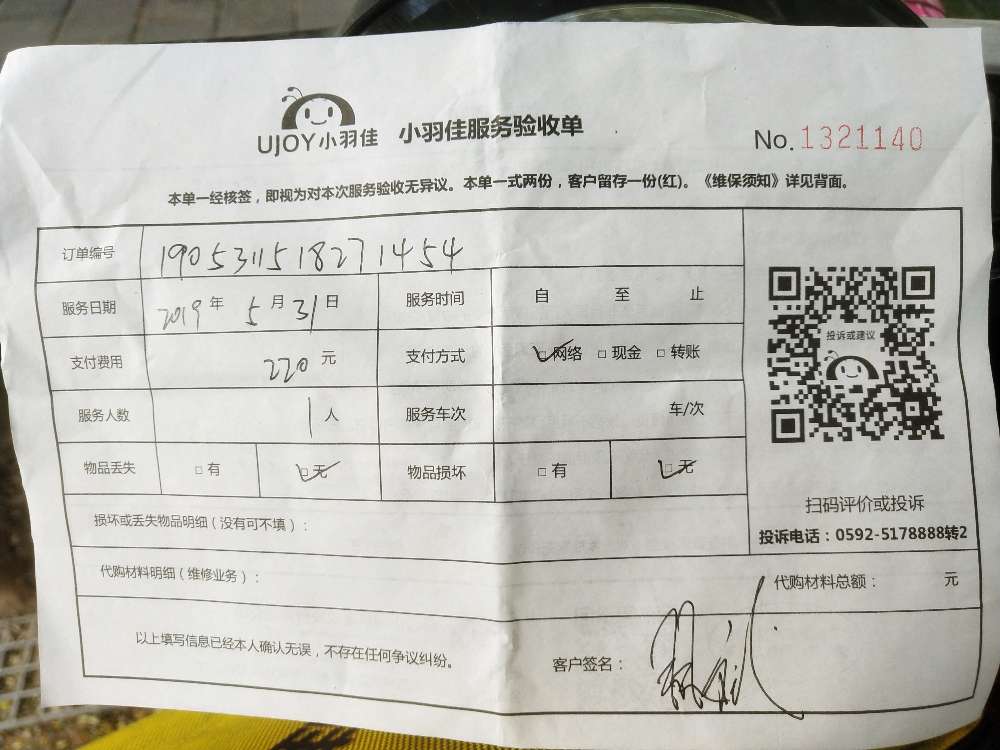 UJOY小羽佳 小羽佳服务验收单
No.1321140
本单一经核签，即视为对本次服务验收无异议。本单一式两份，客户留存一份(红)。《维保须知》详见背面。
订单编号 19053115182711454
服务日期 2019年5月31日 服务时间 自 至 止
支付费用 220元 支付方式 □网络 □现金 □转账
服务人数 1人 服务车次 车/次
物品丢失 □有 □无 物品损坏 □有 □无
投诉或建议
扫码评价或投诉
投诉电话：0592-5178888转2
损坏或丢失物品明细（没有可不填）：
代购材料明细（维修业务）： 代购材料总额： 元
以上填写信息已经本人确认无误，不存在任何争议纠纷。 客户签名：